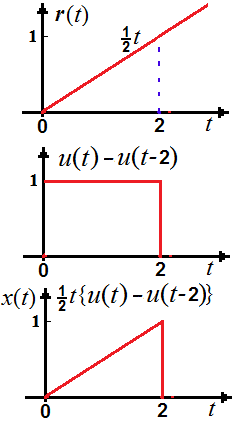 r(t)
1
½t
0 2 t
u(t) – u(t-2)
1
0 2 t
x(t) ½t{u(t) – u(t-2)}
1
0 2 t